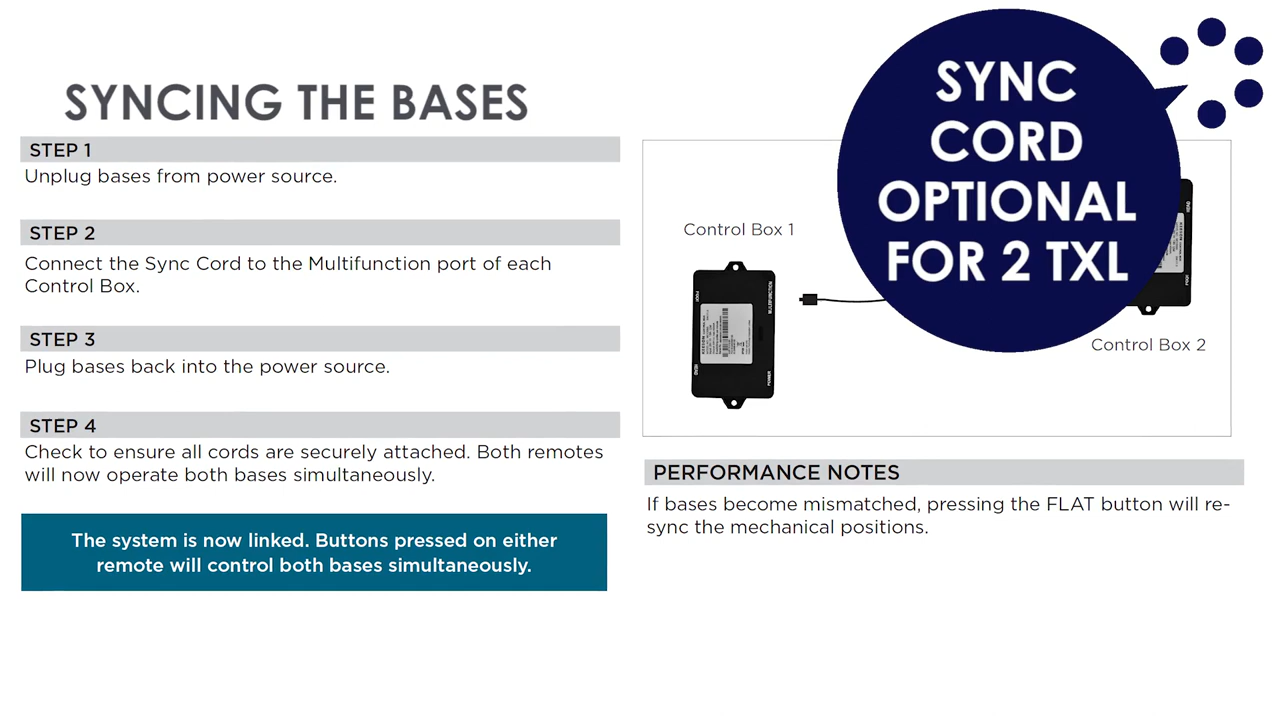 SYNCING THE BASES
STEP 1
Unplug bases from power source.
STEP 2
Connect the Sync Cord to the Multifunction port of each
Control Box.
STEP 3
Plug bases back into the power source.
STEP 4
Check to ensure all cords are securely attached. Both remotes
will now operate both bases simultaneously.
The system is now linked. Buttons pressed on either
remote will control both bases simultaneously.
SYNC
CORD
OPTIONAL
FOR 2 TXL
Control Box 1
MULTIFUNCTION
POWER
HEAD
Control Box 2
HEAD
PERFORMANCE NOTES
If bases become mismatched, pressing the FLAT button will re-
sync the mechanical positions.